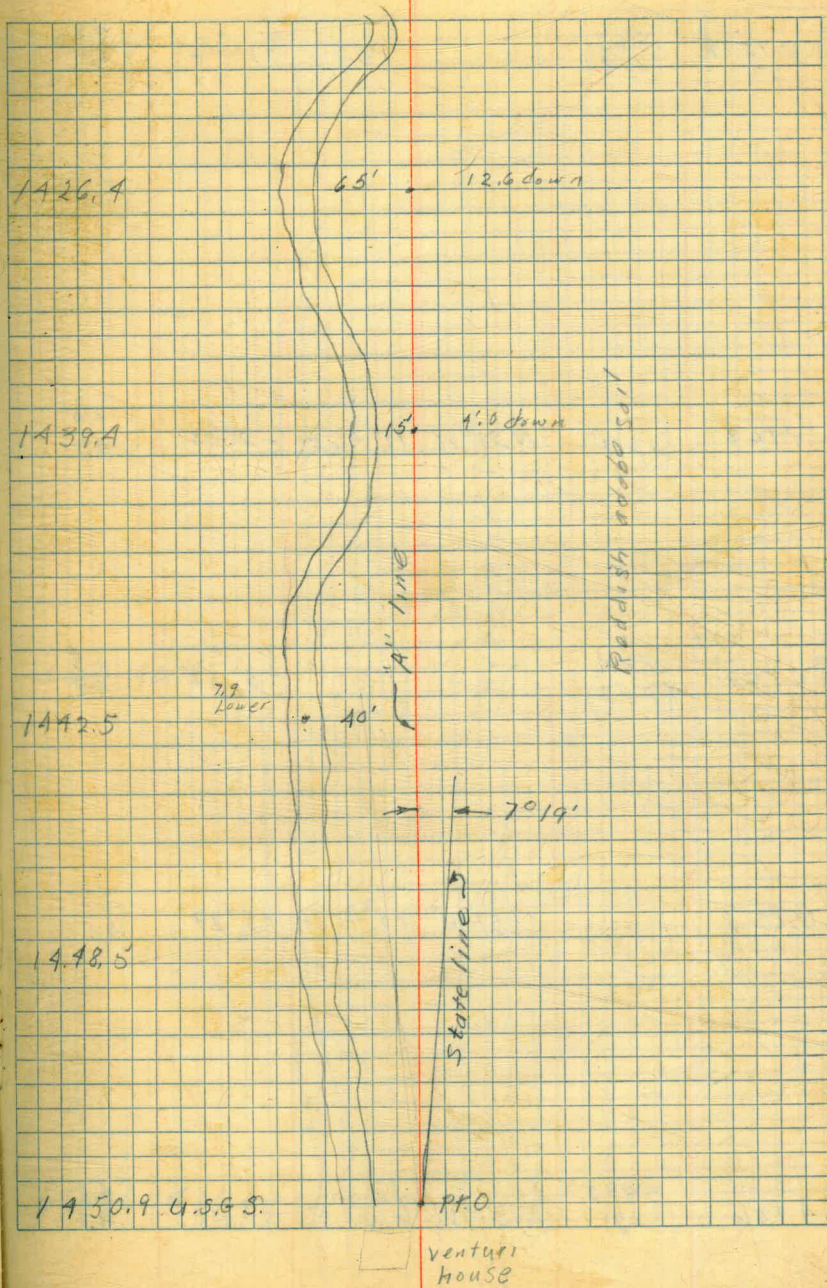 1426.4 65' 12.6 down
1439.4 15' 4'.0 down
Reddish adobe soil
"A" line
7.9
Lower
1442.5 40'
7°19'
State line
1448.5
1450.9 U.S.G.S. Pt.O
venturi
house